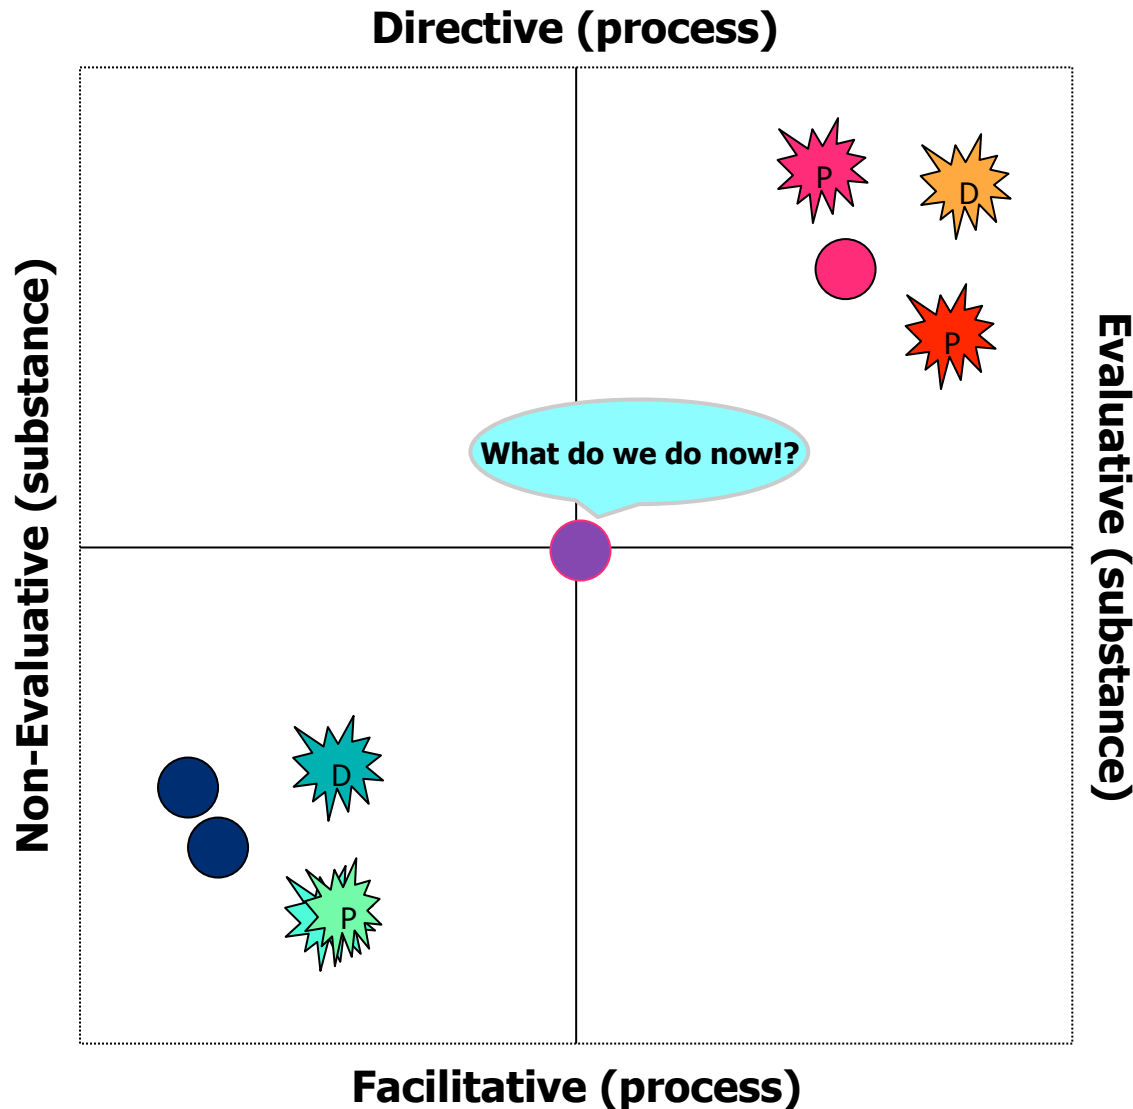 Directive (process)
P
D
P
Non-Evaluative (substance)
Evaluative (substance)
What do we do now!?
D
P
Facilitative (process)